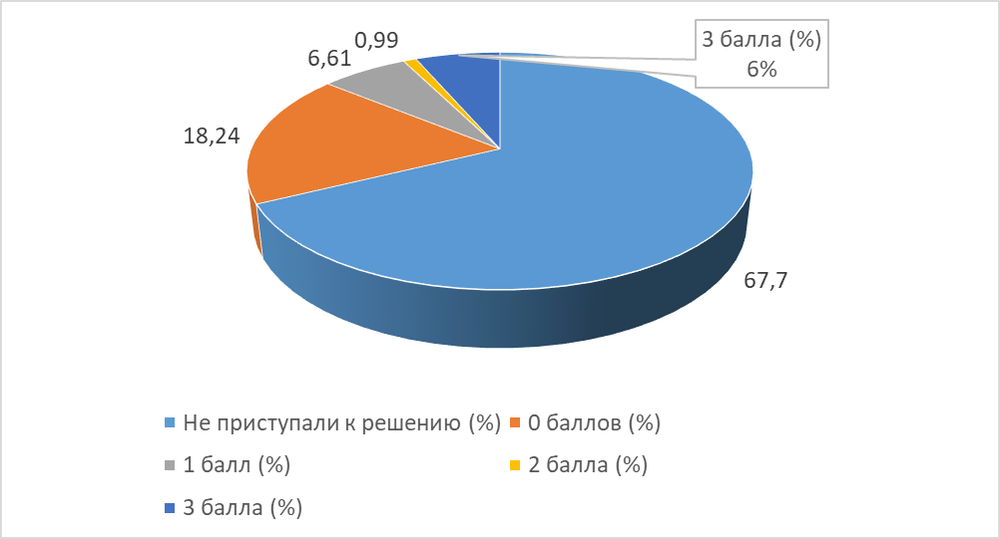 0,99
3 балла (%)
6%
6,61
18,24
67,7
Не приступали к решению (%)
0 баллов (%)
1 балл (%)
2 балла (%)
3 балла (%)